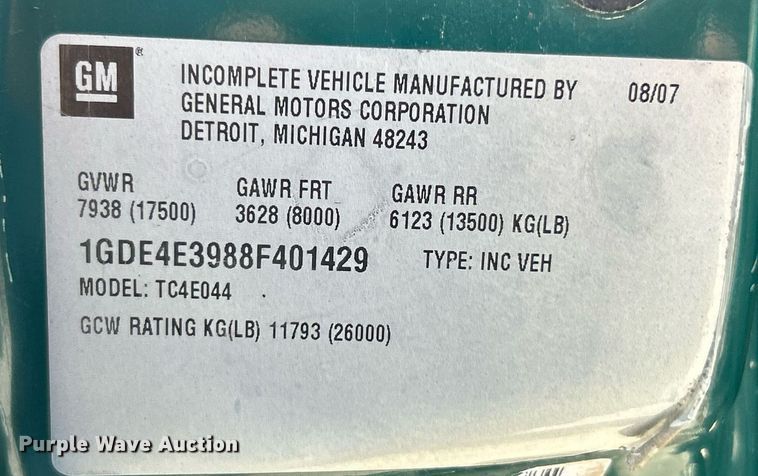 GM ®
INCOMPLETE VEHICLE MANUFACTURED BY 08/07
GENERAL MOTORS CORPORATION
DETROIT, MICHIGAN 48243
GVWR GAWR FRT GAWR RR
7938 (17500) 3628 (8000) 6123 (13500) KG(LB)
1GDE4E3988F401429 TYPE: INC VEH
MODEL: TC4E044
GCW RATING KG(LB) 11793 (26000)
Purple Wave Auction